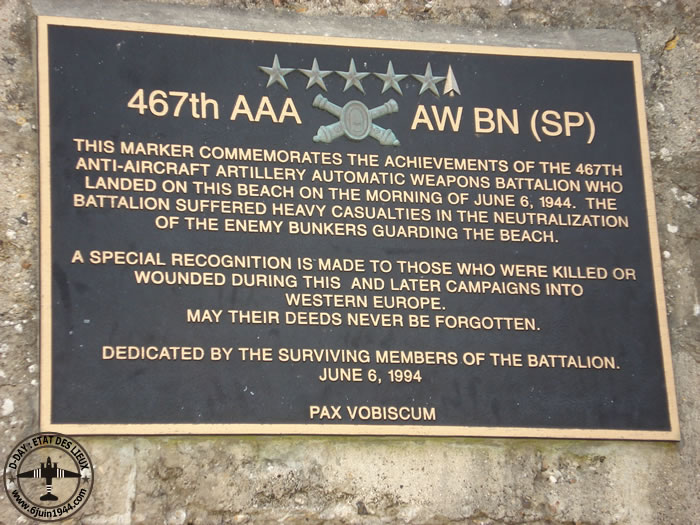 467th AAA AW BN (SP)
THIS MARKER COMMEMORATES THE ACHIEVEMENTS OF THE 467TH
ANTI-AIRCRAFT ARTILLERY AUTOMATIC WEAPONS BATTALION WHO
LANDED ON THIS BEACH ON THE MORNING OF JUNE 6, 1944. THE
BATTALION SUFFERED HEAVY CASUALTIES IN THE NEUTRALIZATION
OF THE ENEMY BUNKERS GUARDING THE BEACH.
A SPECIAL RECOGNITION IS MADE TO THOSE WHO WERE KILLED OR
WOUNDED DURING THIS AND LATER CAMPAIGNS INTO
WESTERN EUROPE.
MAY THEIR DEEDS NEVER BE FORGOTTEN.
DEDICATED BY THE SURVIVING MEMBERS OF THE BATTALION.
JUNE 6, 1994
PAX VOBISCUM
D-DAY : ETAT DES LIEUX
www.6juin1944.com